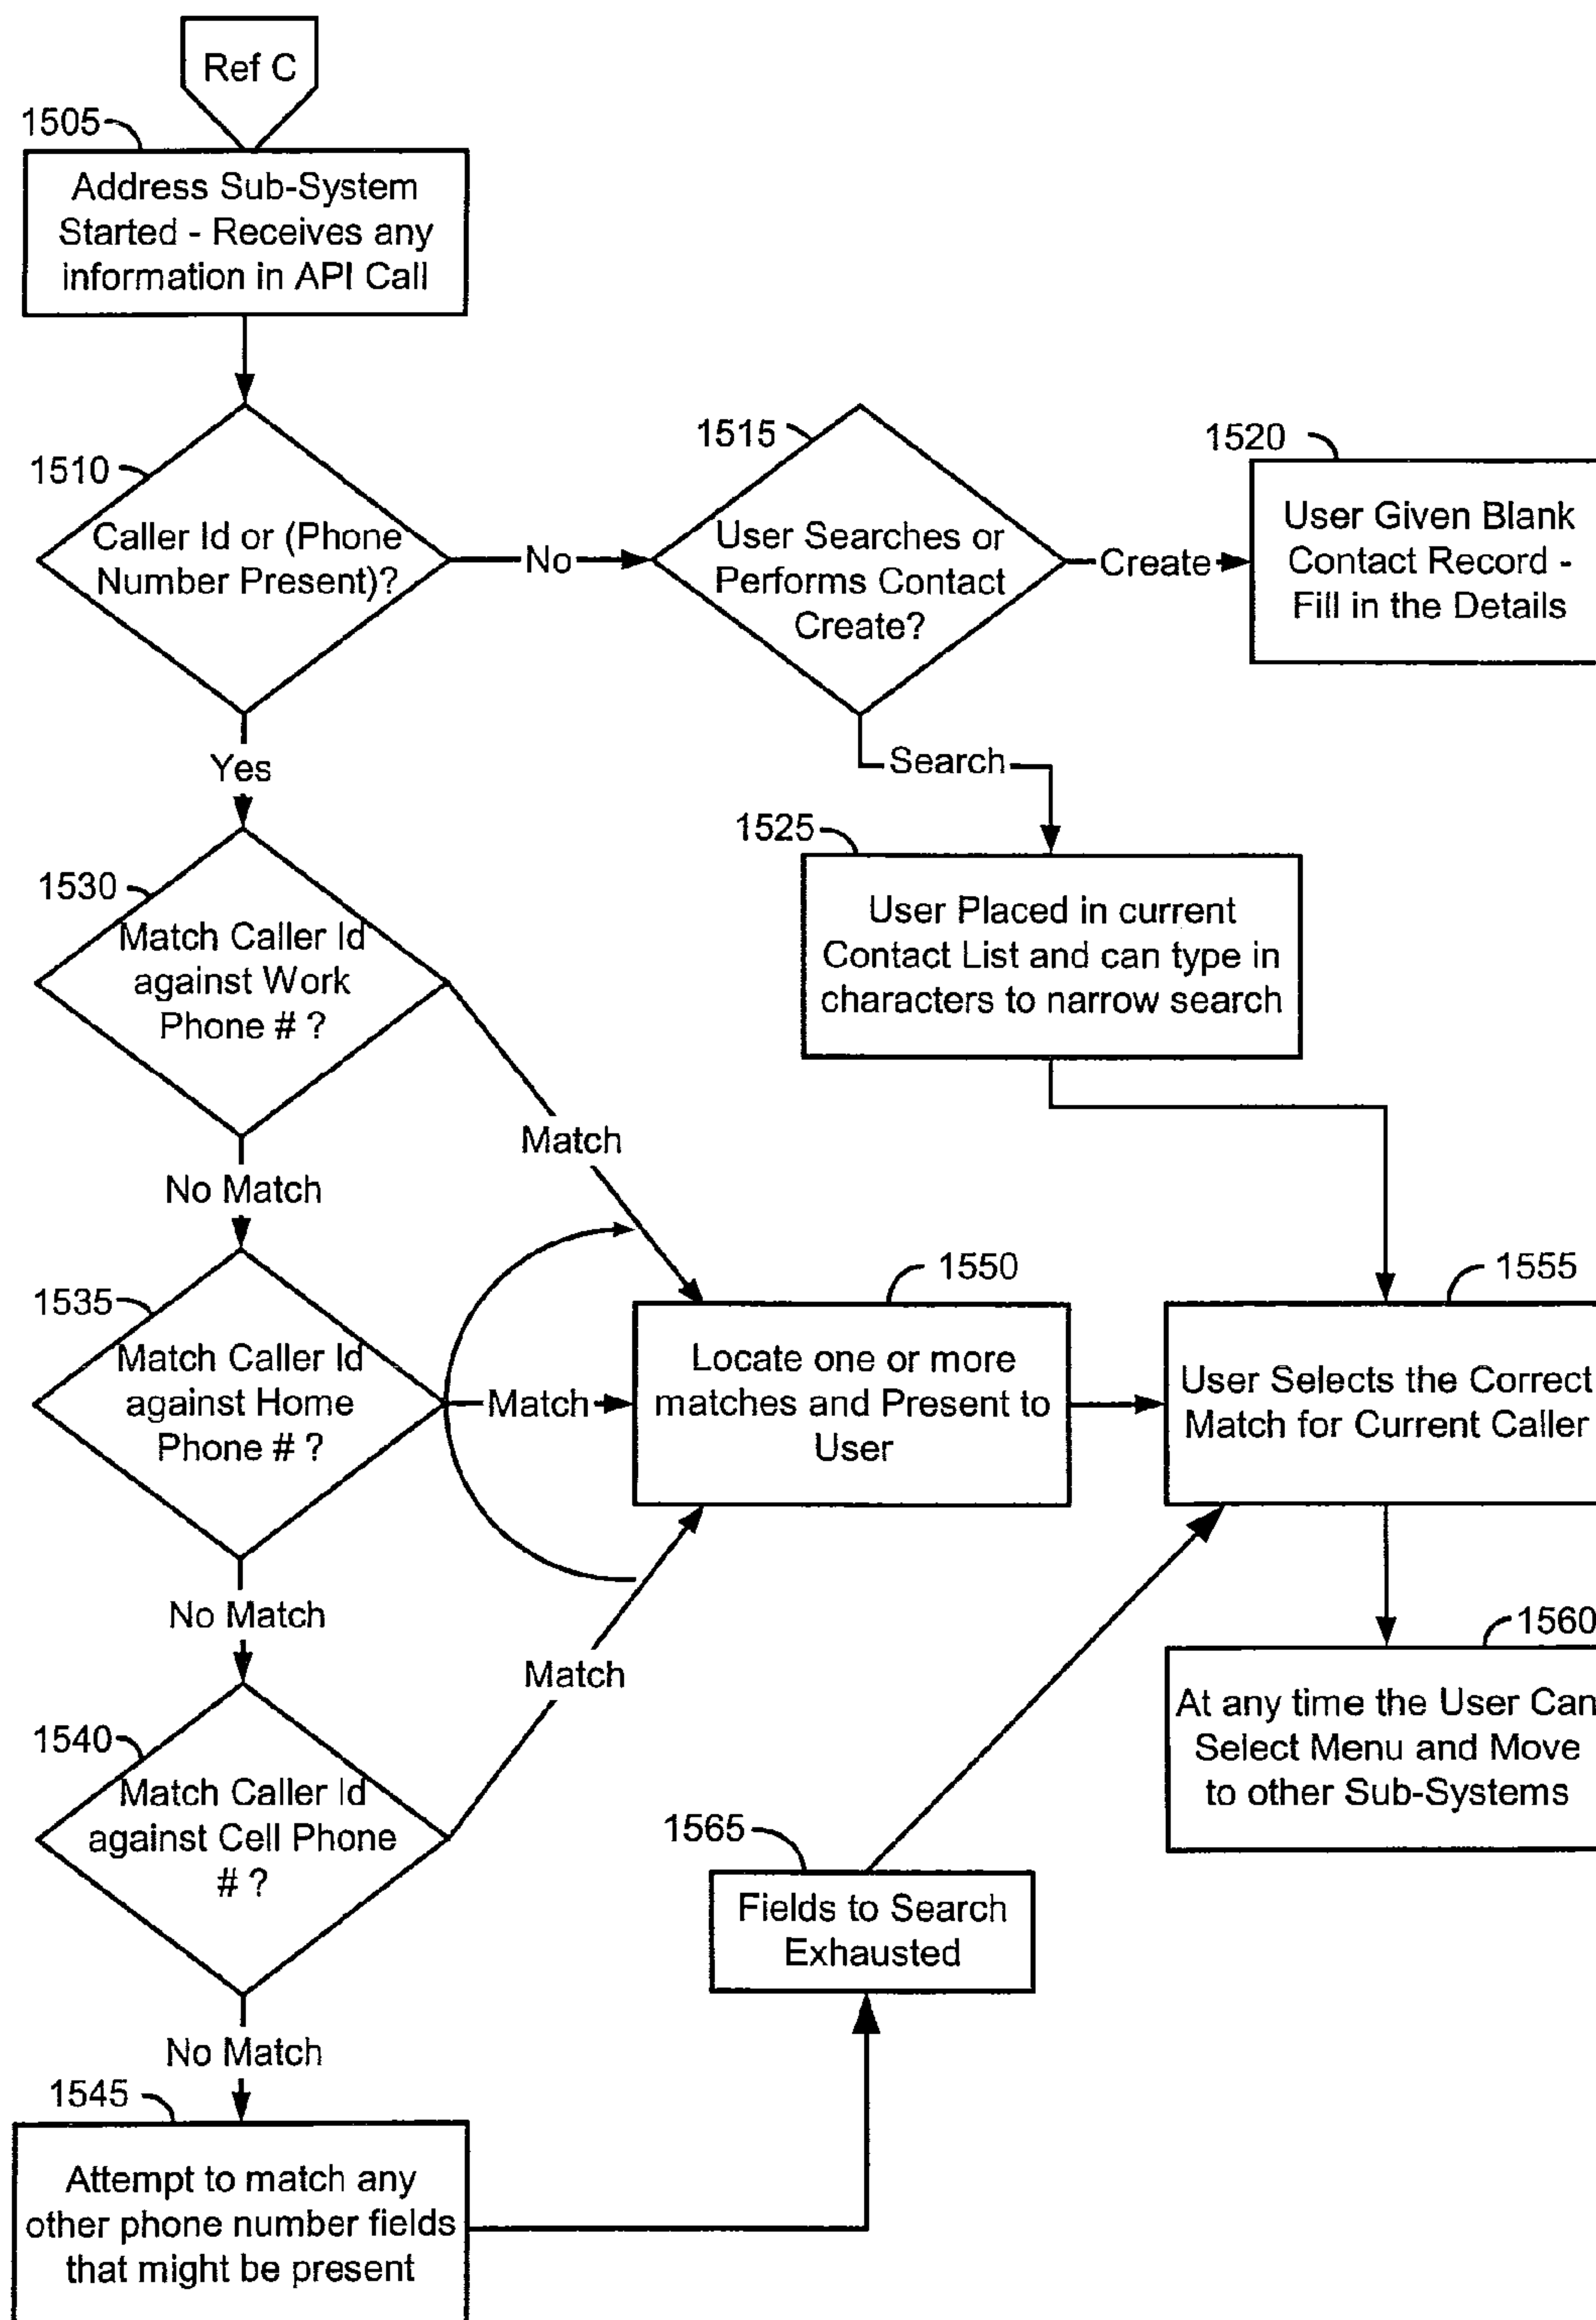 Ref C
1505
Address Sub-System
Started - Receives any
information in API Call
1510
Caller Id or (Phone
Number Present)?
No
1515
User Searches or
Performs Contact
Create?
Create
1520
User Given Blank
Contact Record -
Fill in the Details
Yes
Search
1525
User Placed in current
Contact List and can type in
characters to narrow search
1530
Match Caller Id
against Work
Phone # ?
Match
No Match
1535
Match Caller Id
against Home
Phone # ?
Match
1550
Locate one or more
matches and Present to
User
1555
User Selects the Correct
Match for Current Caller
No Match
Match
1560
At any time the User Can
Select Menu and Move
to other Sub-Systems
1540
Match Caller Id
against Cell Phone
# ?
1565
Fields to Search
Exhausted
No Match
1545
Attempt to match any
other phone number fields
that might be present